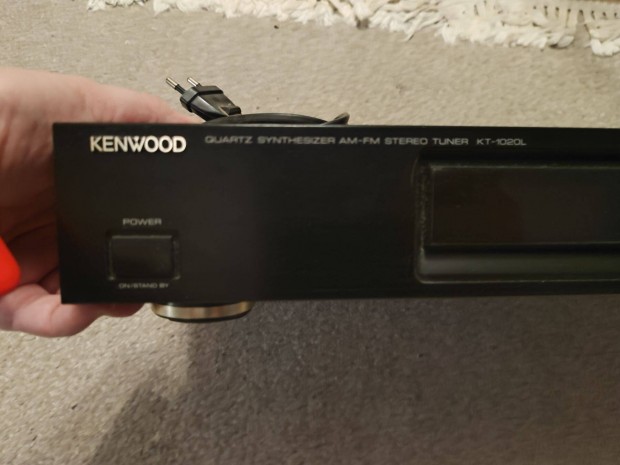 KENWOOD QUARTZ SYNTHESIZER AM-FM STEREO TUNER KT-1020L
POWER
ON/STAND BY